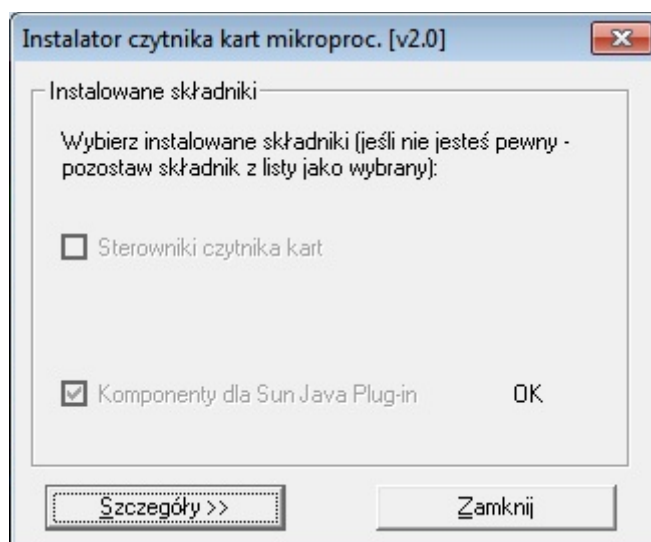 Instalator czytnika kart mikroproc. [v2.0]
Instalowane składniki
Wybierz instalowane składniki (jeśli nie jesteś pewny -
pozostaw składnik z listy jako wybrany):
Sterowniki czytnika kart
Komponenty dla Sun Java Plug-in OK
Szczegóły >> Zamknij